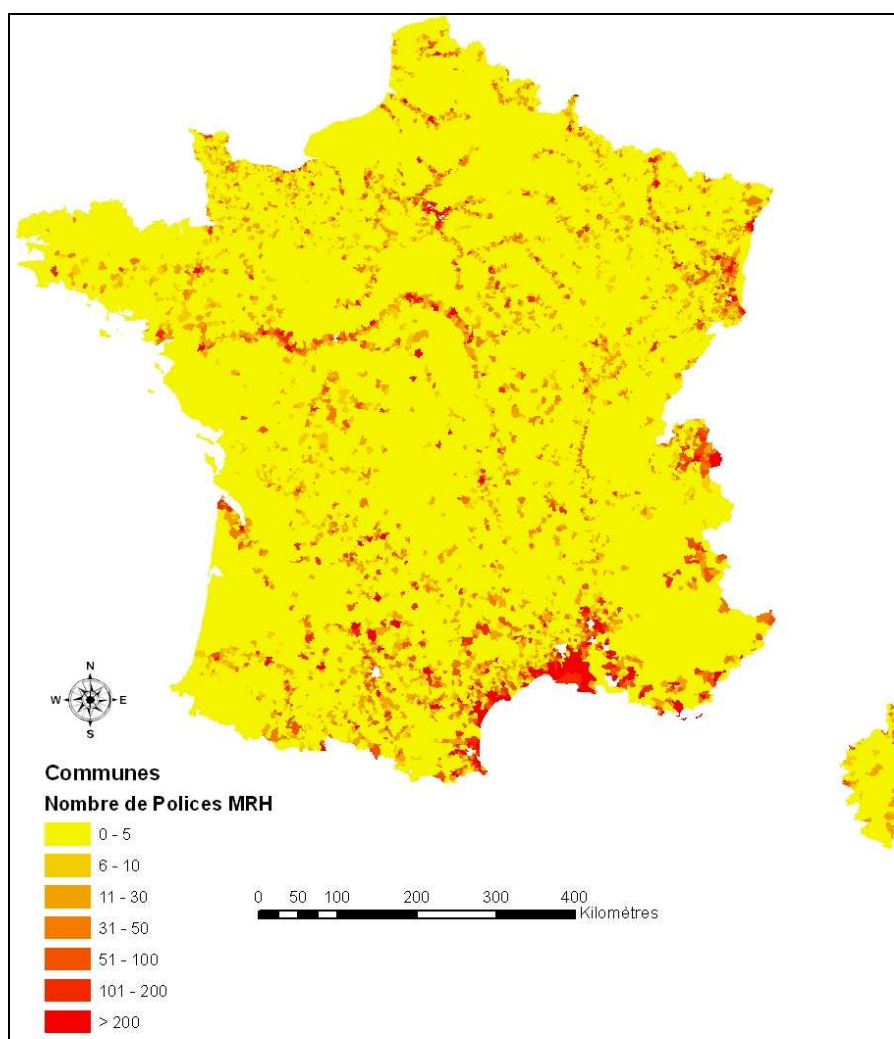 N
W E
S
Communes
Nombre de Polices MRH
0 - 5
6 - 10
11 - 30
31 - 50
51 - 100
101 - 200
> 200
0 50 100 200 300 400
Kilomètres